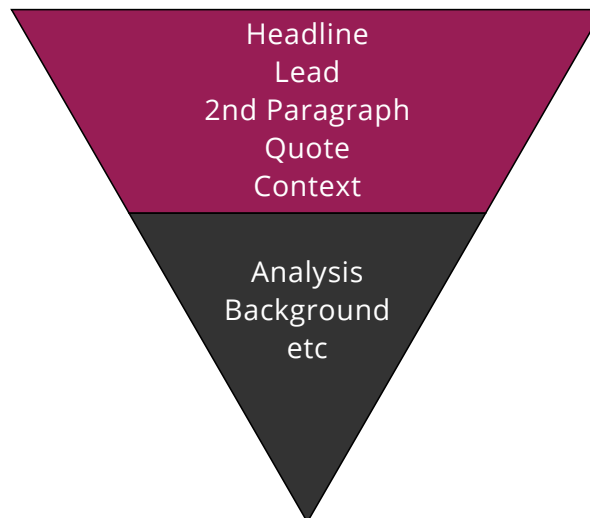 Headline
Lead
2nd Paragraph
Quote
Context
Analysis
Background
etc